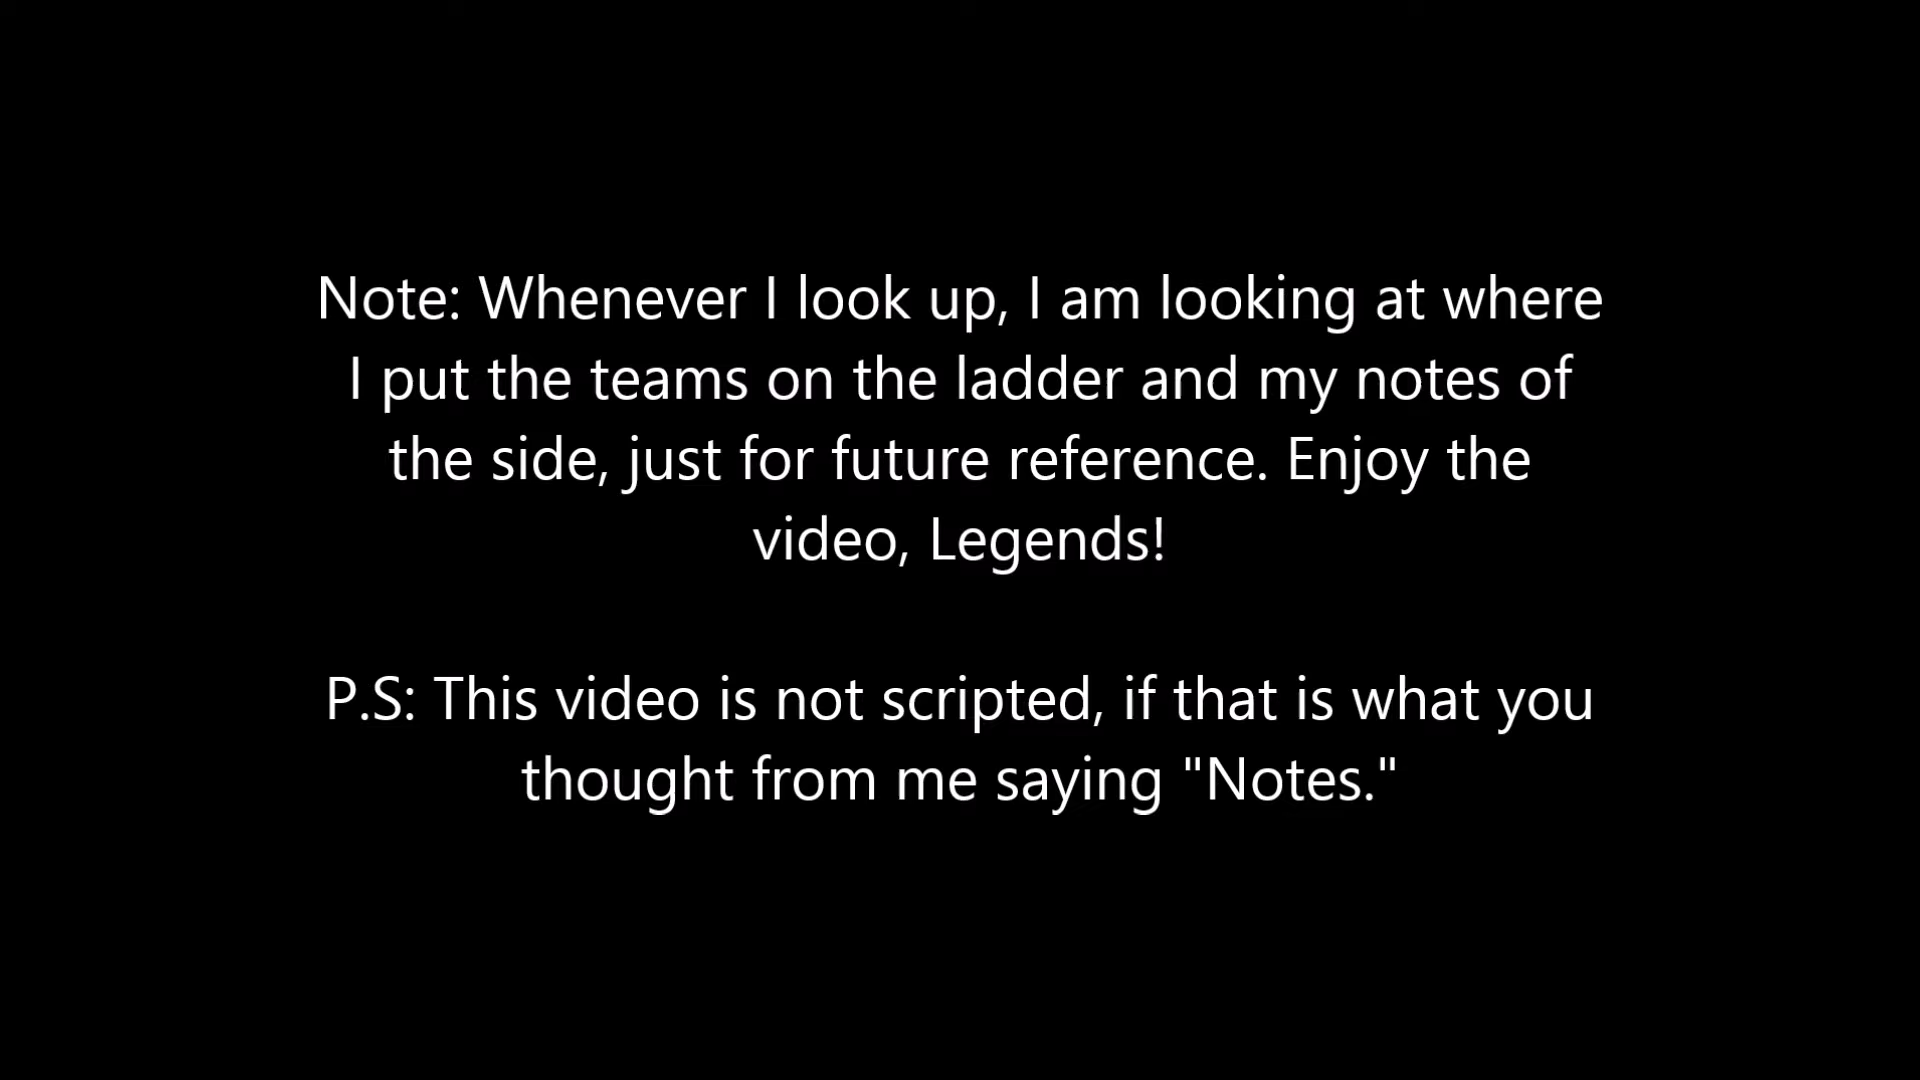 Note: Whenever I look up, I am looking at where
I put the teams on the ladder and my notes of
the side, just for future reference. Enjoy the
video, Legends!
P.S: This video is not scripted, if that is what you
thought from me saying "Notes."